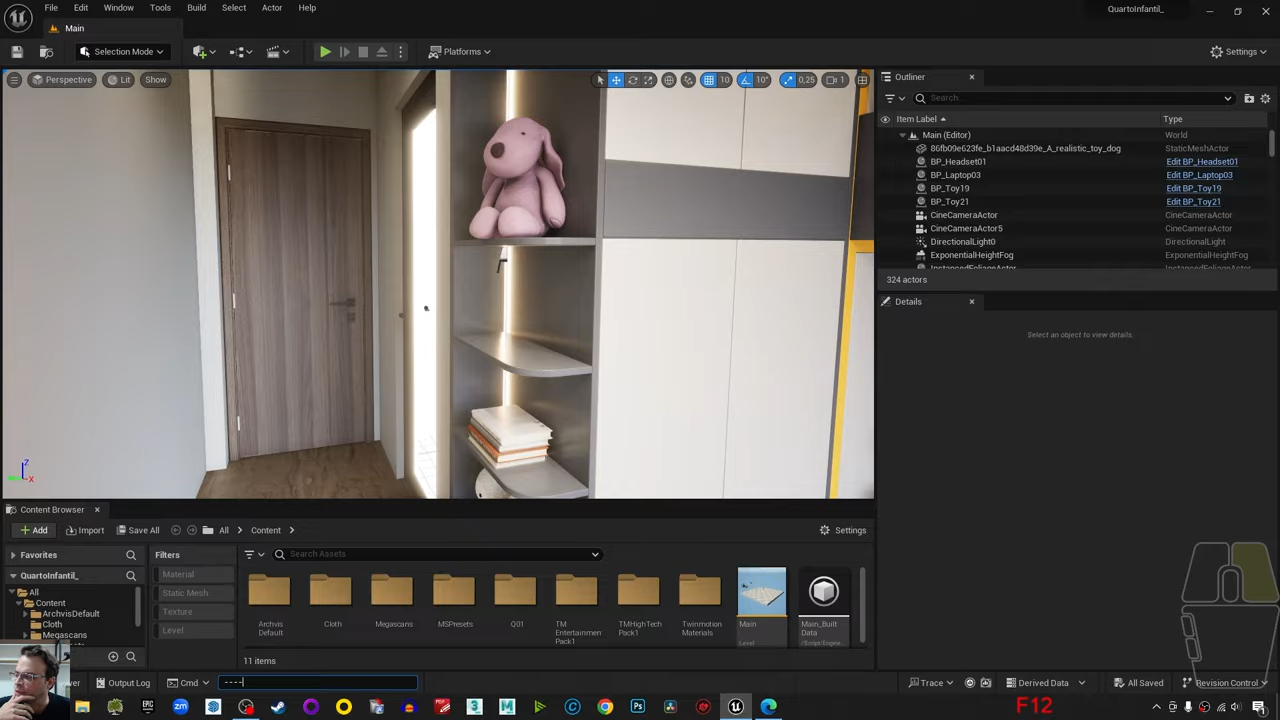 File Edit Window Tools Build Select Actor Help
QuartoInfantil_
Main
Selection Mode
Platforms
Settings
Perspective
Lit
Show
10
10°
0,25
1
Outliner
Search...
Item Label
Type
Main (Editor)
World
86fb09e623fe_b1aacd48d39e_A_realistic_toy_dog
StaticMeshActor
BP_Headset01
Edit BP_Headset01
BP_Laptop03
Edit BP_Laptop03
BP_Toy19
Edit BP_Toy19
BP_Toy21
Edit BP_Toy21
CineCameraActor
CineCameraActor
CineCameraActor5
CineCameraActor
DirectionalLight0
DirectionalLight
ExponentialHeightFog
ExponentialHeightFog
324 actors
Details
Select an object to view details.
Z
X
Content Browser
Add
Import
Save All
All
Content
Settings
Favorites
Filters
Search Assets
QuartoInfantil_
All
Content
ArchvisDefault
Cloth
Megascans
Material
Static Mesh
Texture
Level
Archvis
Default
Cloth
Megascans
MSPresets
Q01
TM
Entertainmen
Pack1
TMHighTech
Pack1
Twinmotion
Materials
Main
Level
Main_Built
Data
/Script/Engine
11 items
Output Log
Cmd
----
Trace
Derived Data
All Saved
Revision Control
F12